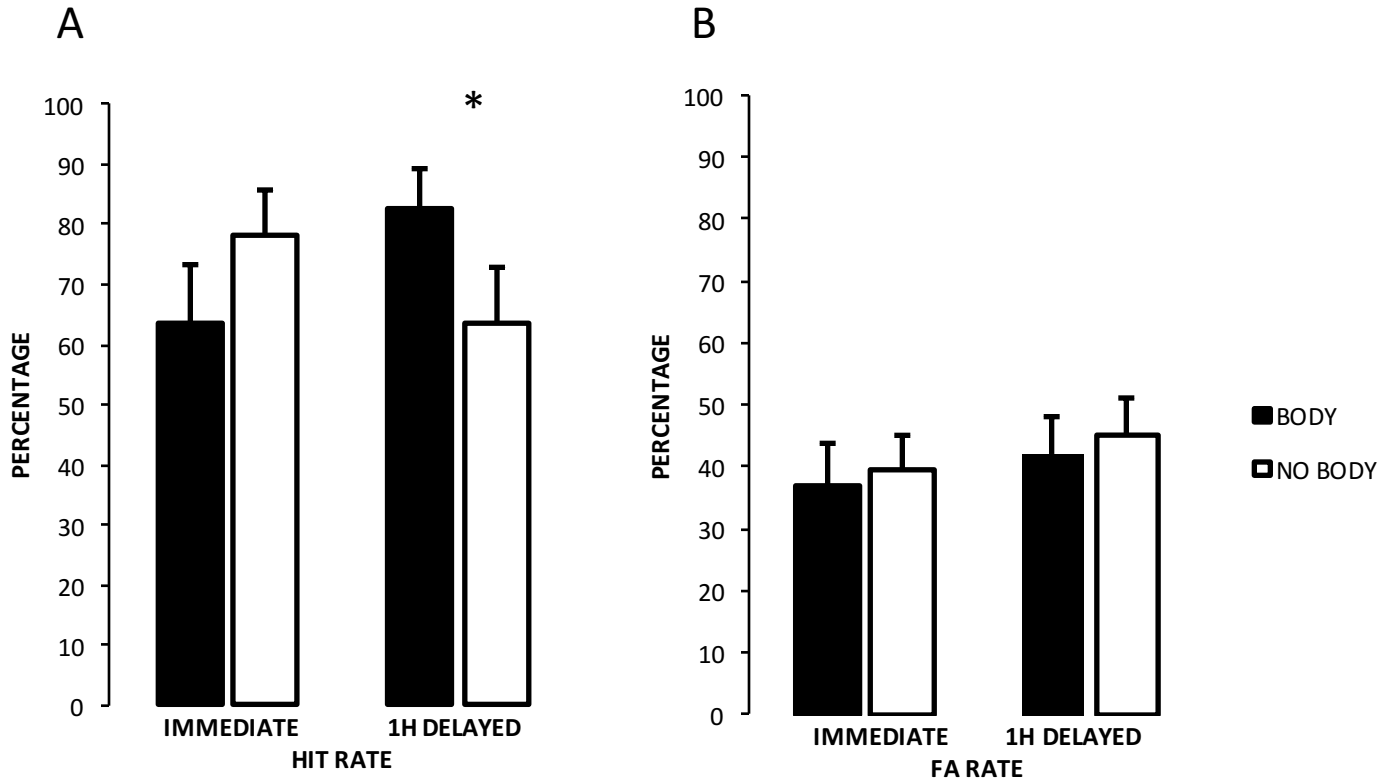 A
B
*
100
90
80
70
60
50
40
30
20
10
0
PERCENTAGE
IMMEDIATE
1H DELAYED
HIT RATE
100
90
80
70
60
50
40
30
20
10
0
PERCENTAGE
IMMEDIATE
1H DELAYED
FA RATE
BODY
NO BODY